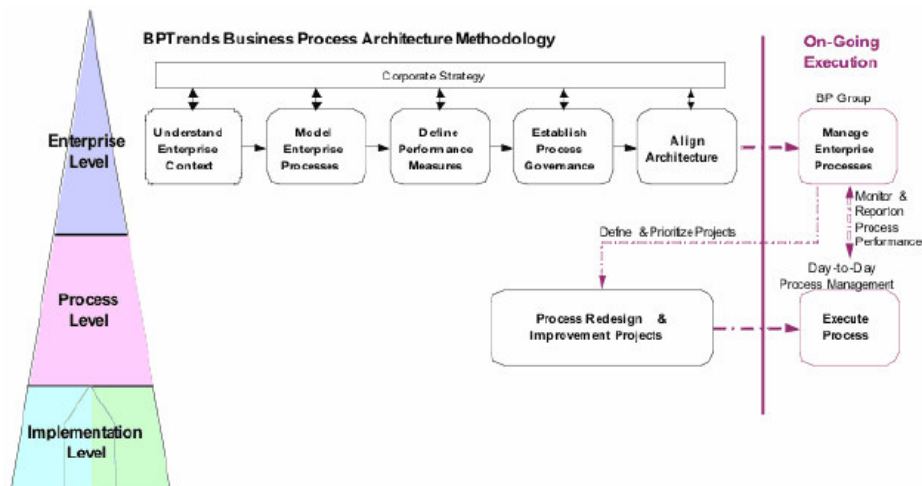 BPTrends Business Process Architecture Methodology
On-Going
Execution
Corporate Strategy
BP Group
Enterprise
Level
Understand
Enterprise
Context
Model
Enterprise
Processes
Define
Performance
Measures
Establish
Process
Governance
Align
Architecture
Manage
Enterprise
Processes
Monitor &
Report on
Process
Performance
Define & Prioritize Projects
Day-to-Day
Process Management
Process
Level
Process Redesign &
Improvement Projects
Execute
Process
Implementation
Level